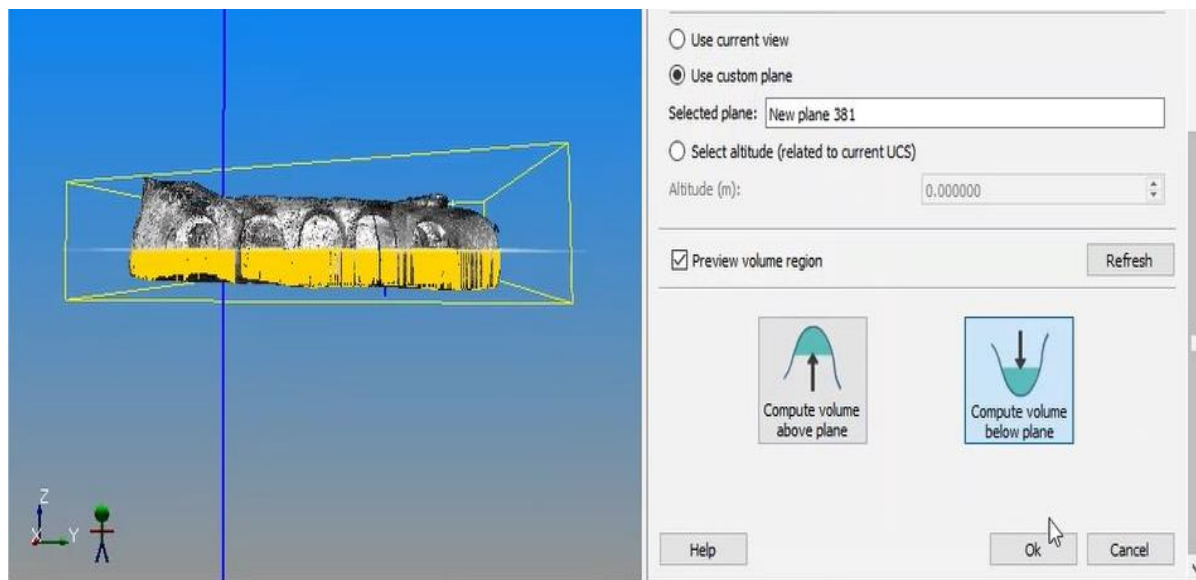 Use current view
Use custom plane
Selected plane: New plane 381
Select altitude (related to current UCS)
Altitude (m): 0.000000
Preview volume region Refresh
Compute volume
above plane
Compute volume
below plane
Help Ok Cancel
Z
X Y